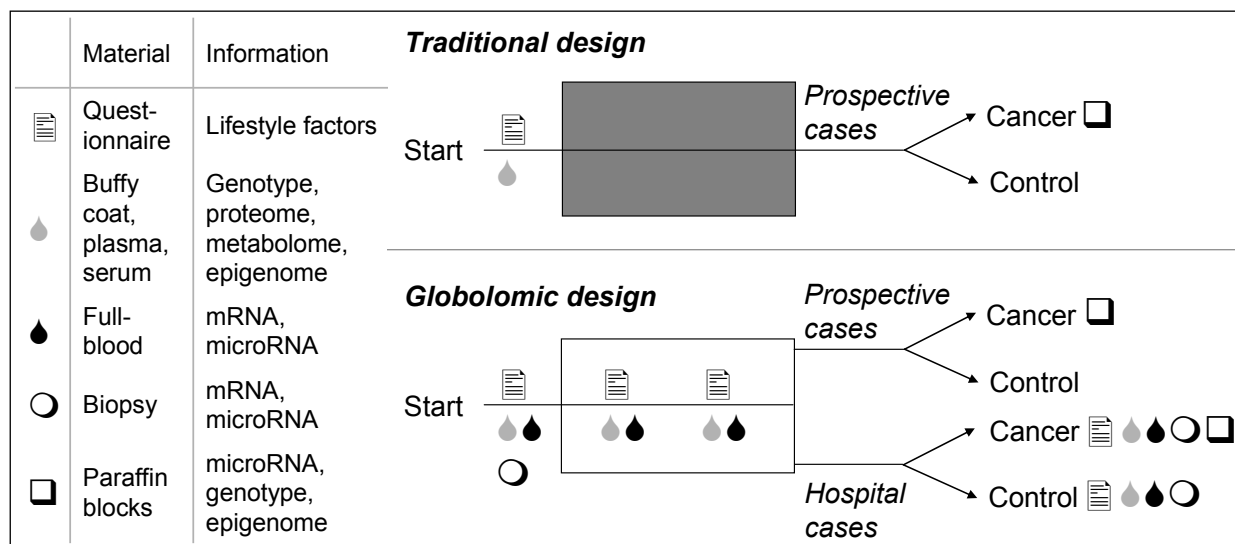 Material
Information
Quest-
ionnaire
Lifestyle factors
Buffy
coat,
plasma,
serum
Genotype,
proteome,
metabolome,
epigenome
Full-
blood
mRNA,
microRNA
Biopsy
mRNA,
microRNA
Paraffin
blocks
microRNA,
genotype,
epigenome
Traditional design
Start
Prospective
cases
Cancer
Control
Globolomic design
Start
Prospective
cases
Cancer
Control
Hospital
cases
Cancer
Control